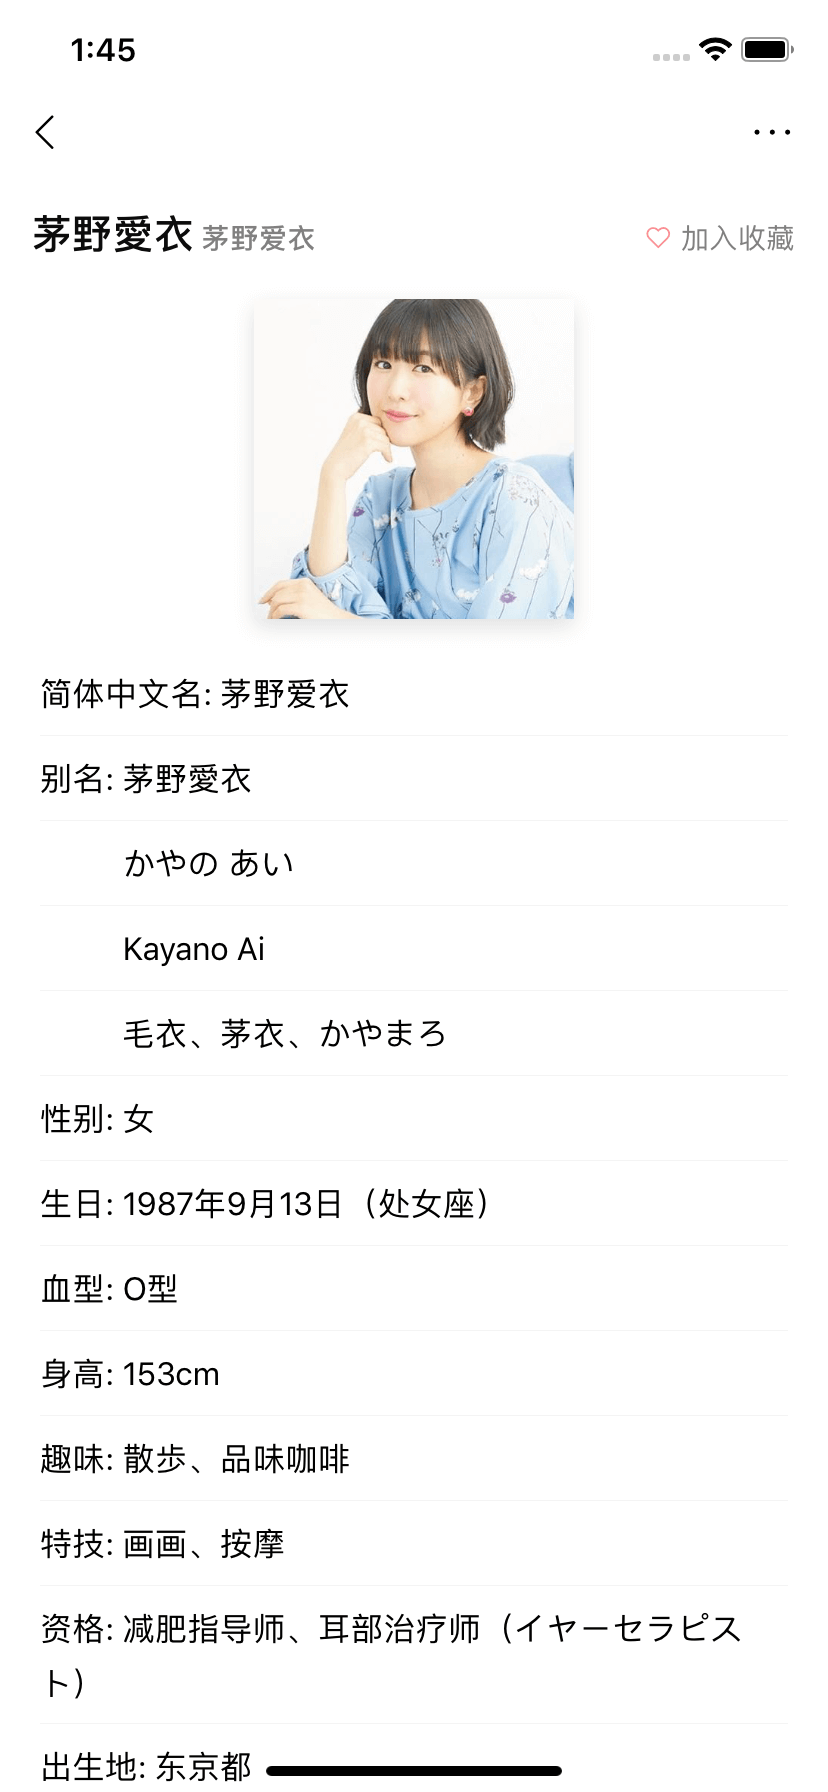 1:45
茅野愛衣 茅野爱衣
加入收藏
简体中文名: 茅野爱衣
别名: 茅野愛衣
かやの あい
Kayano Ai
毛衣、茅衣、かやまろ
性别: 女
生日: 1987年9月13日（处女座）
血型: O型
身高: 153cm
趣味: 散歩、品味咖啡
特技: 画画、按摩
资格: 减肥指导师、耳部治疗师（イヤーセラピス
ト）
出生地: 东京都